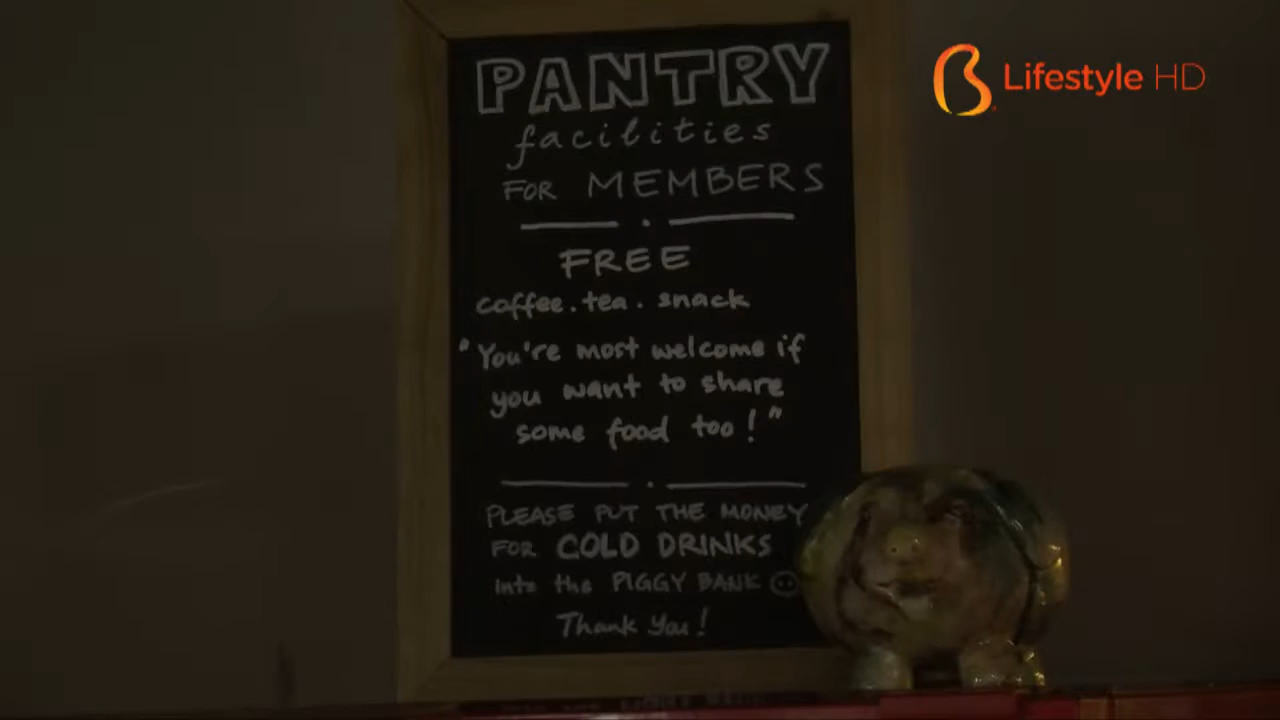 PANTRY
facilities
FOR MEMBERS
FREE
coffee. tea. snack
"You're most welcome if
you want to share
some food too!"
PLEASE PUT THE MONEY
FOR COLD DRINKS
into the PIGGY BANK
Thank You!
Lifestyle HD